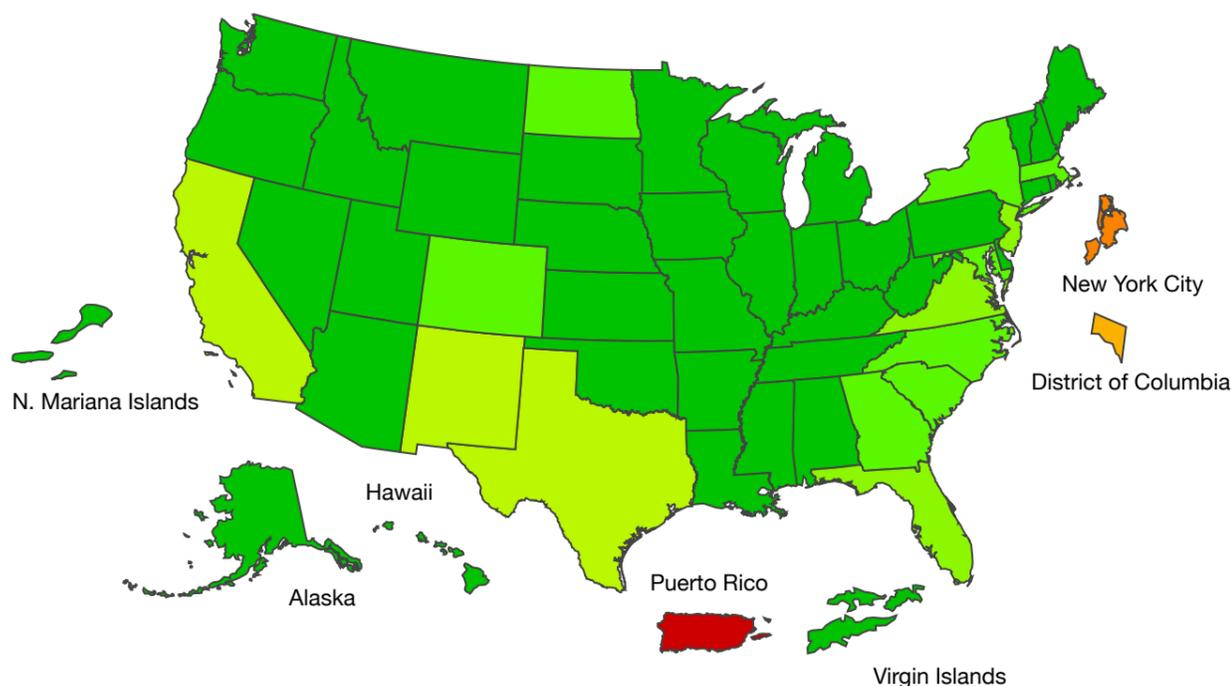 New York City
District of Columbia
N. Mariana Islands
Hawaii
Alaska
Puerto Rico
Virgin Islands